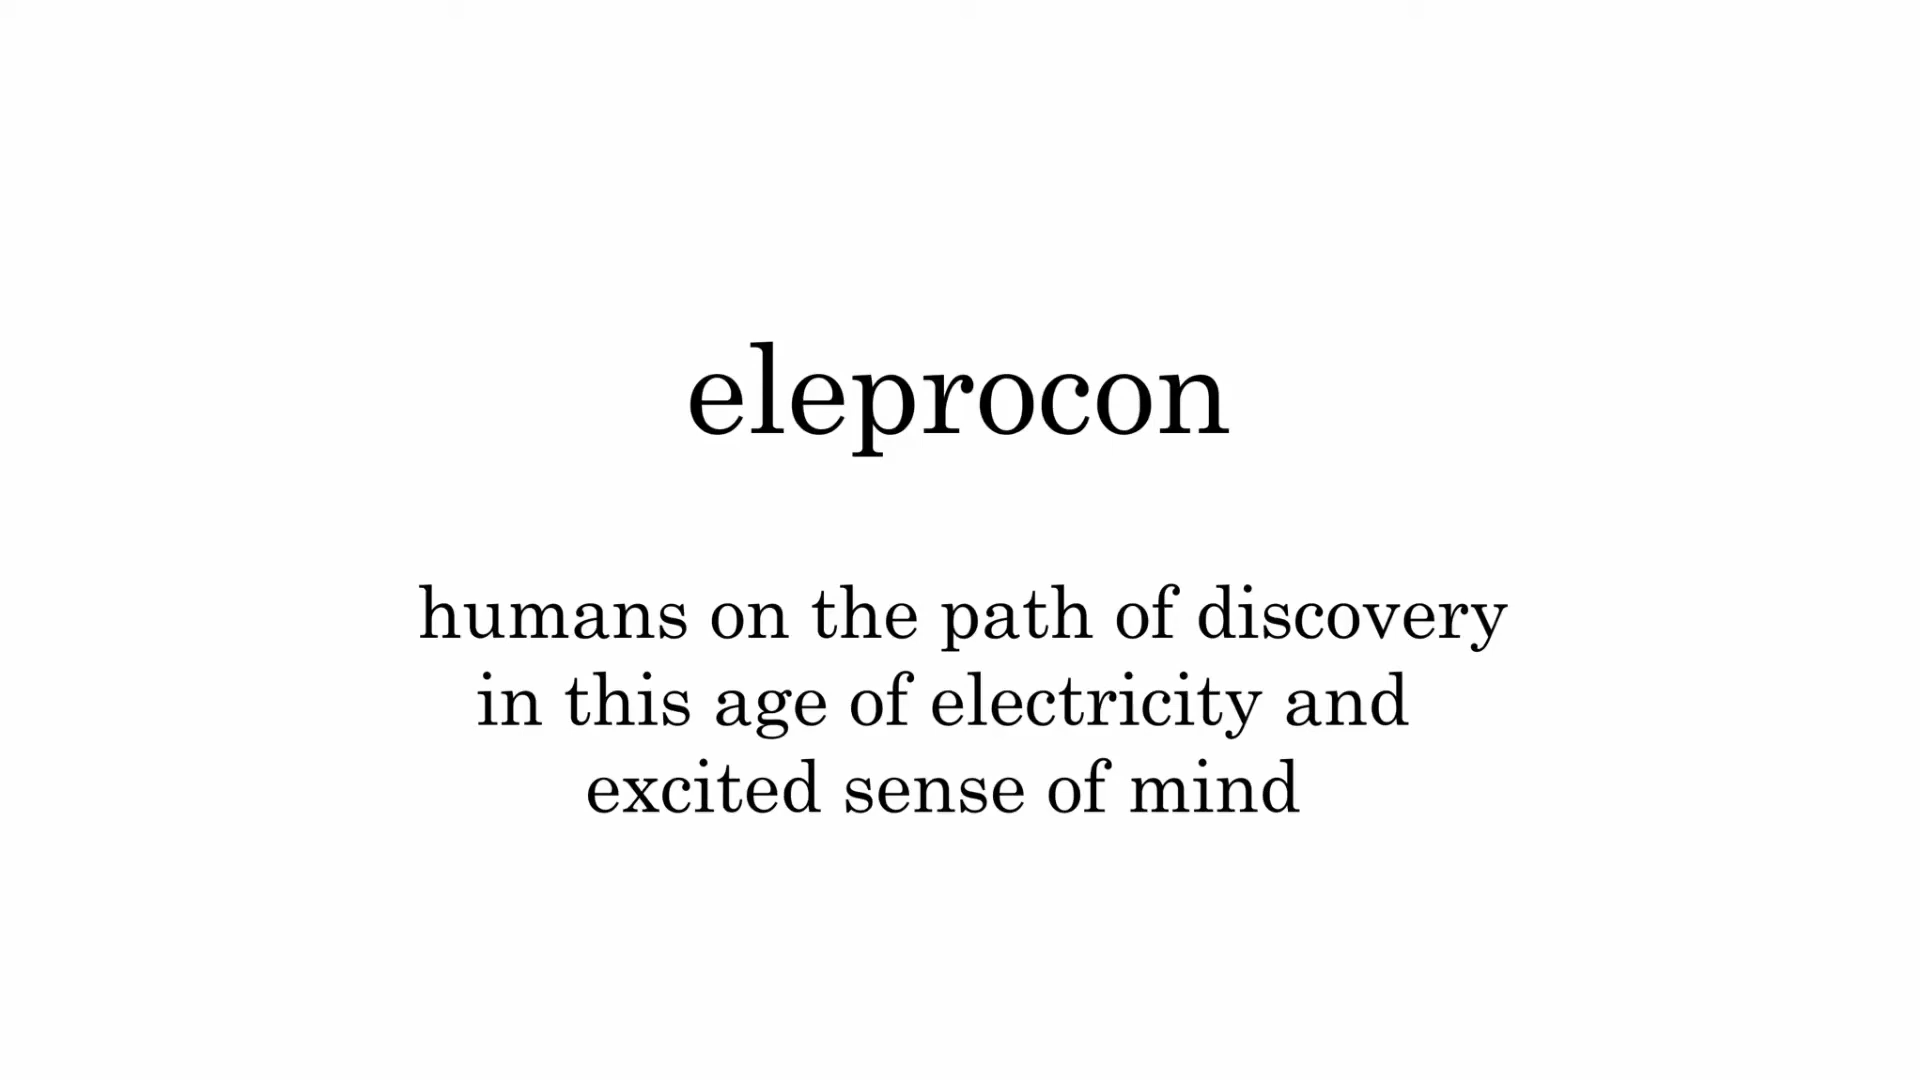 eleprocon
humans on the path of discovery
in this age of electricity and
excited sense of mind